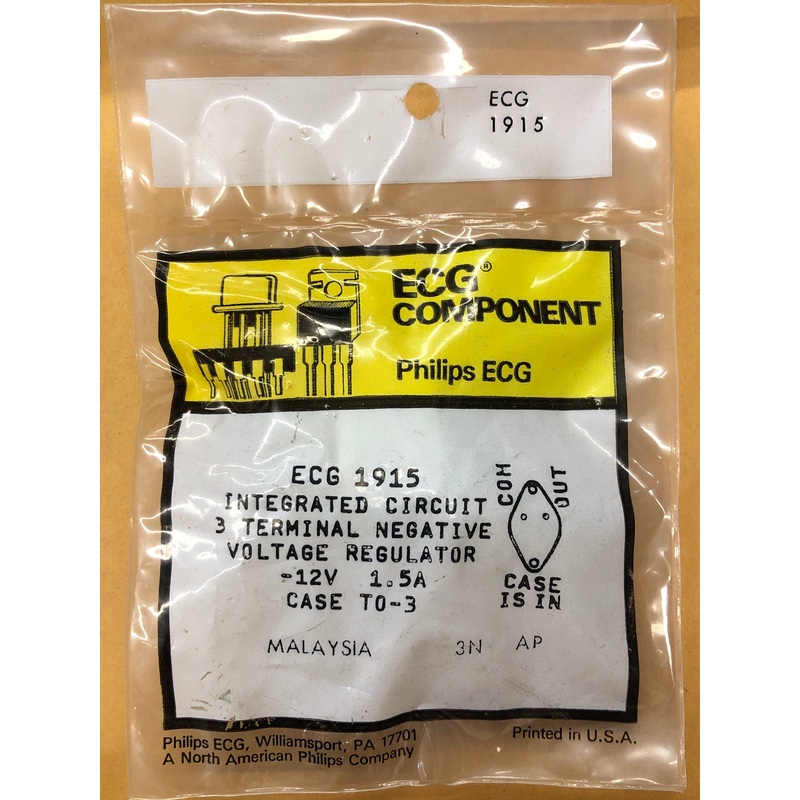 ECG
1915
ECG®
COMPONENT
Philips ECG
ECG 1915
INTEGRATED CIRCUIT
3 TERMINAL NEGATIVE
VOLTAGE REGULATOR
-12V 1.5A
CASE TO-3
COM
OUT
CASE
IS IN
MALAYSIA 3N AP
Philips ECG, Williamsport, PA 17701
A North American Philips Company
Printed in U.S.A.